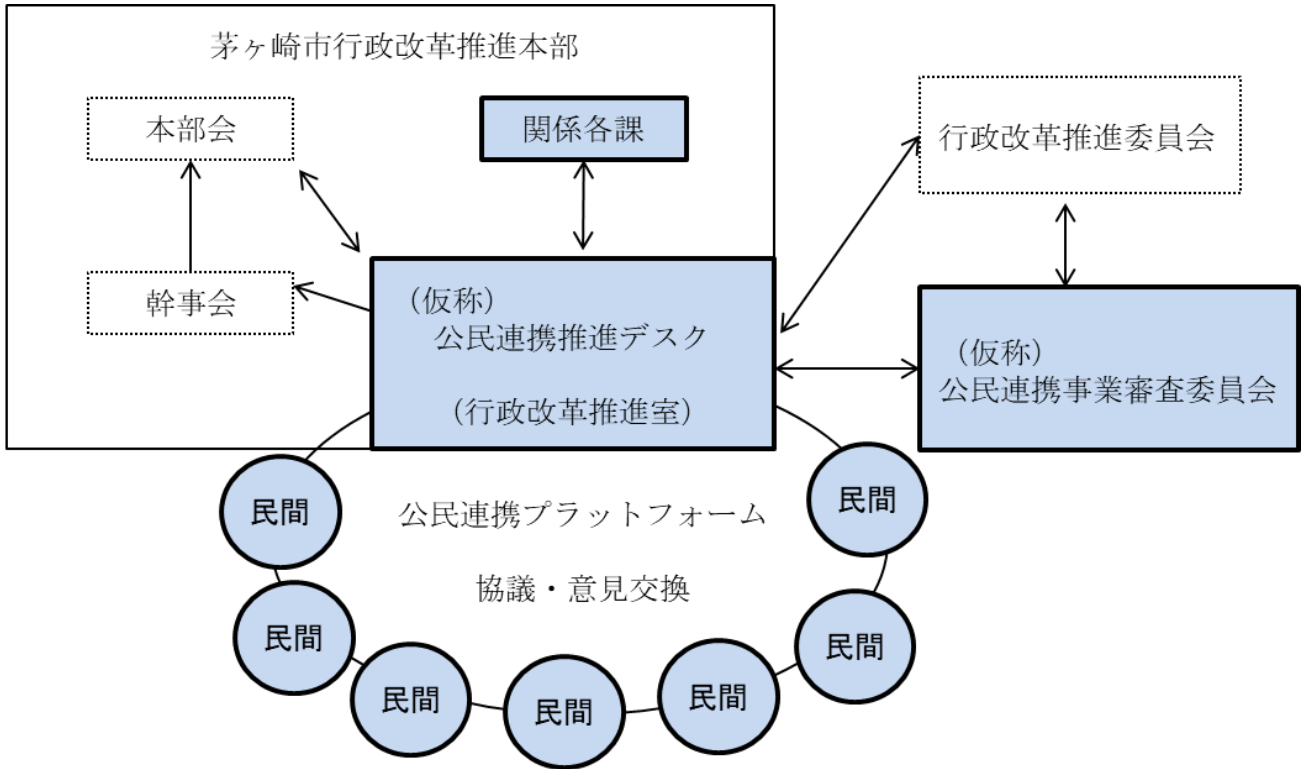 茅ヶ崎市行政改革推進本部
本部会
関係各課
行政改革推進委員会
幹事会
（仮称）
公民連携推進デスク
（行政改革推進室）
（仮称）
公民連携事業審査委員会
民間
公民連携プラットフォーム
民間
協議・意見交換
民間
民間
民間
民間
民間